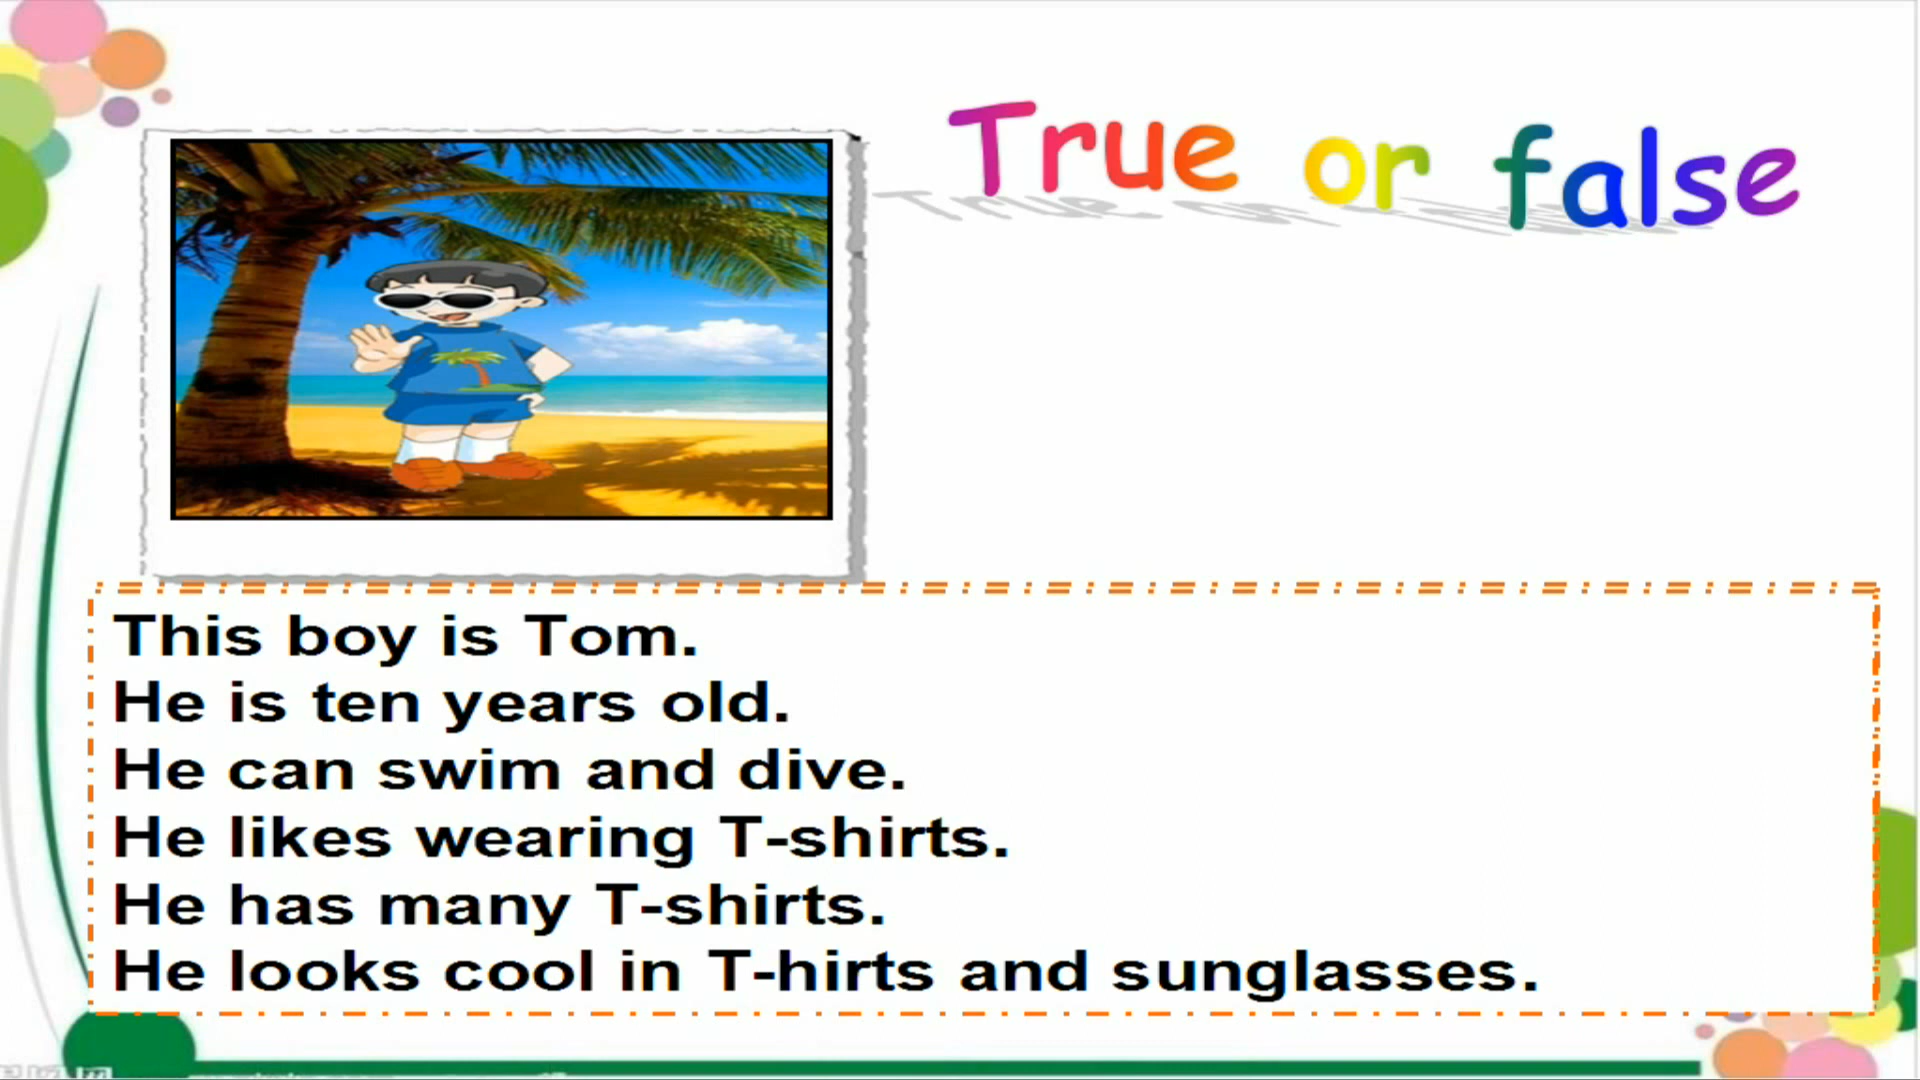 True or false
This boy is Tom.
He is ten years old.
He can swim and dive.
He likes wearing T-shirts.
He has many T-shirts.
He looks cool in T-hirts and sunglasses.